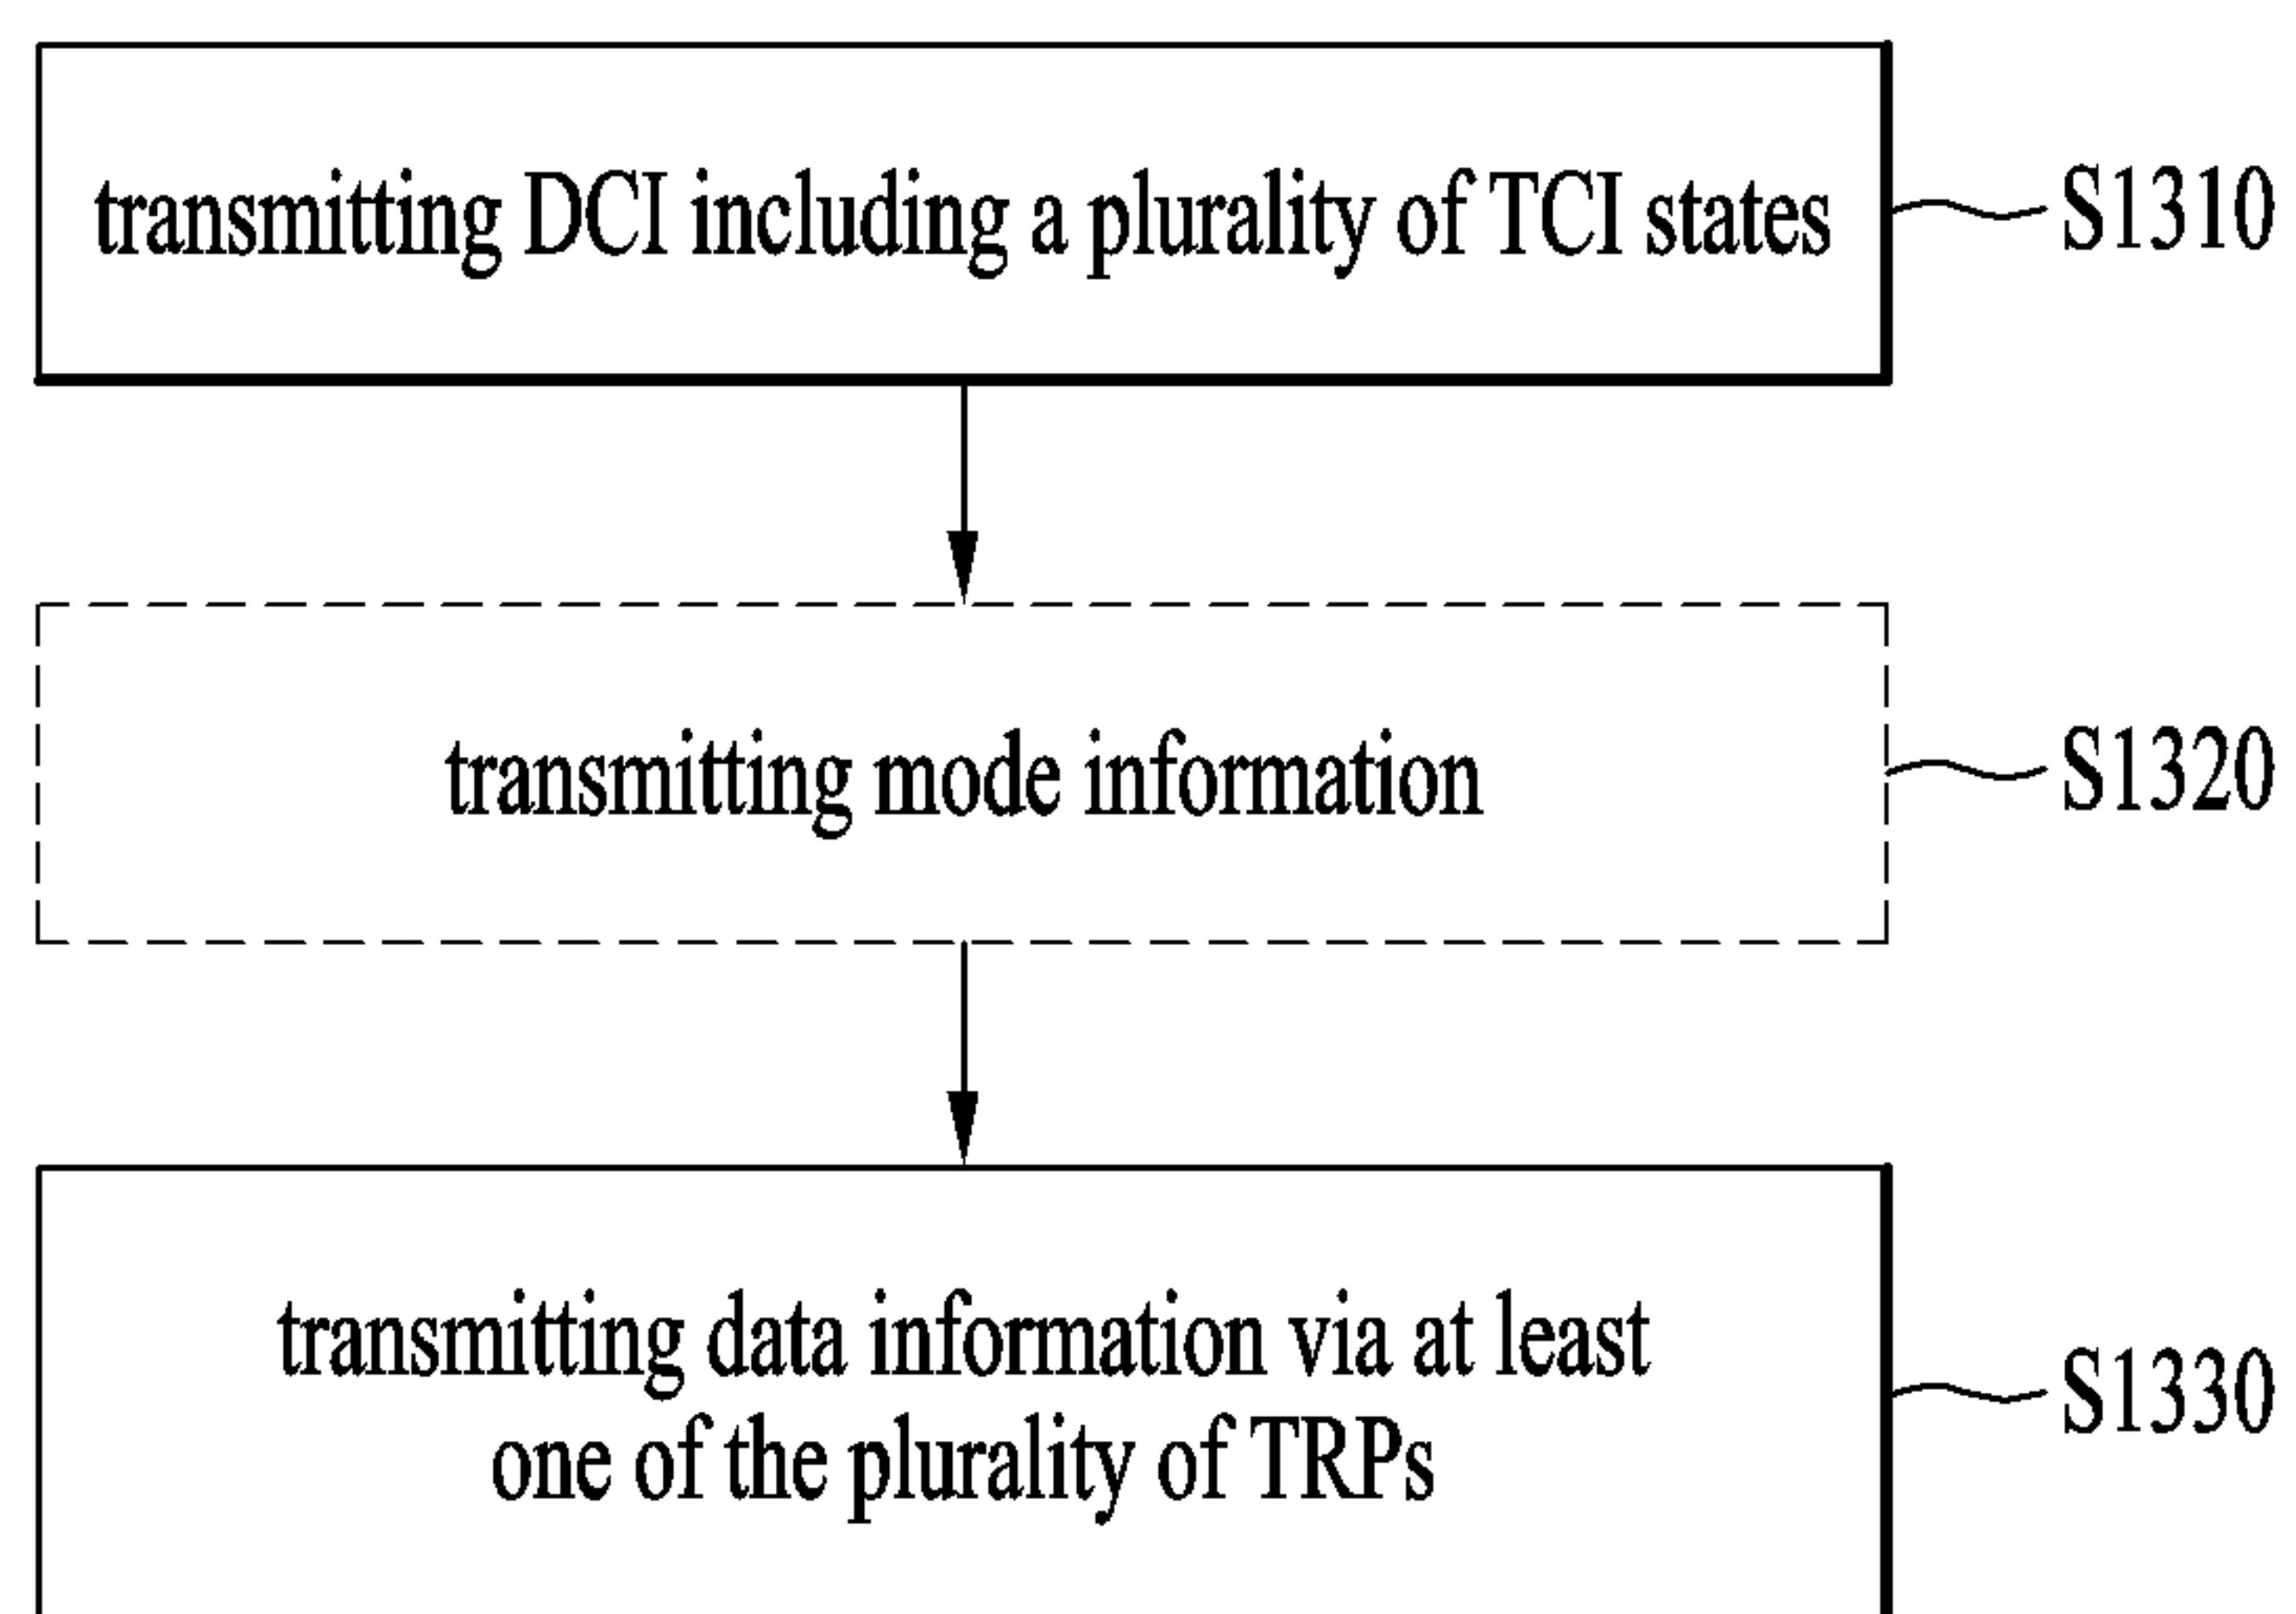 transmitting DCI including a plurality of TCI states
S1310
transmitting mode information
S1320
transmitting data information via at least
one of the plurality of TRPs
S1330